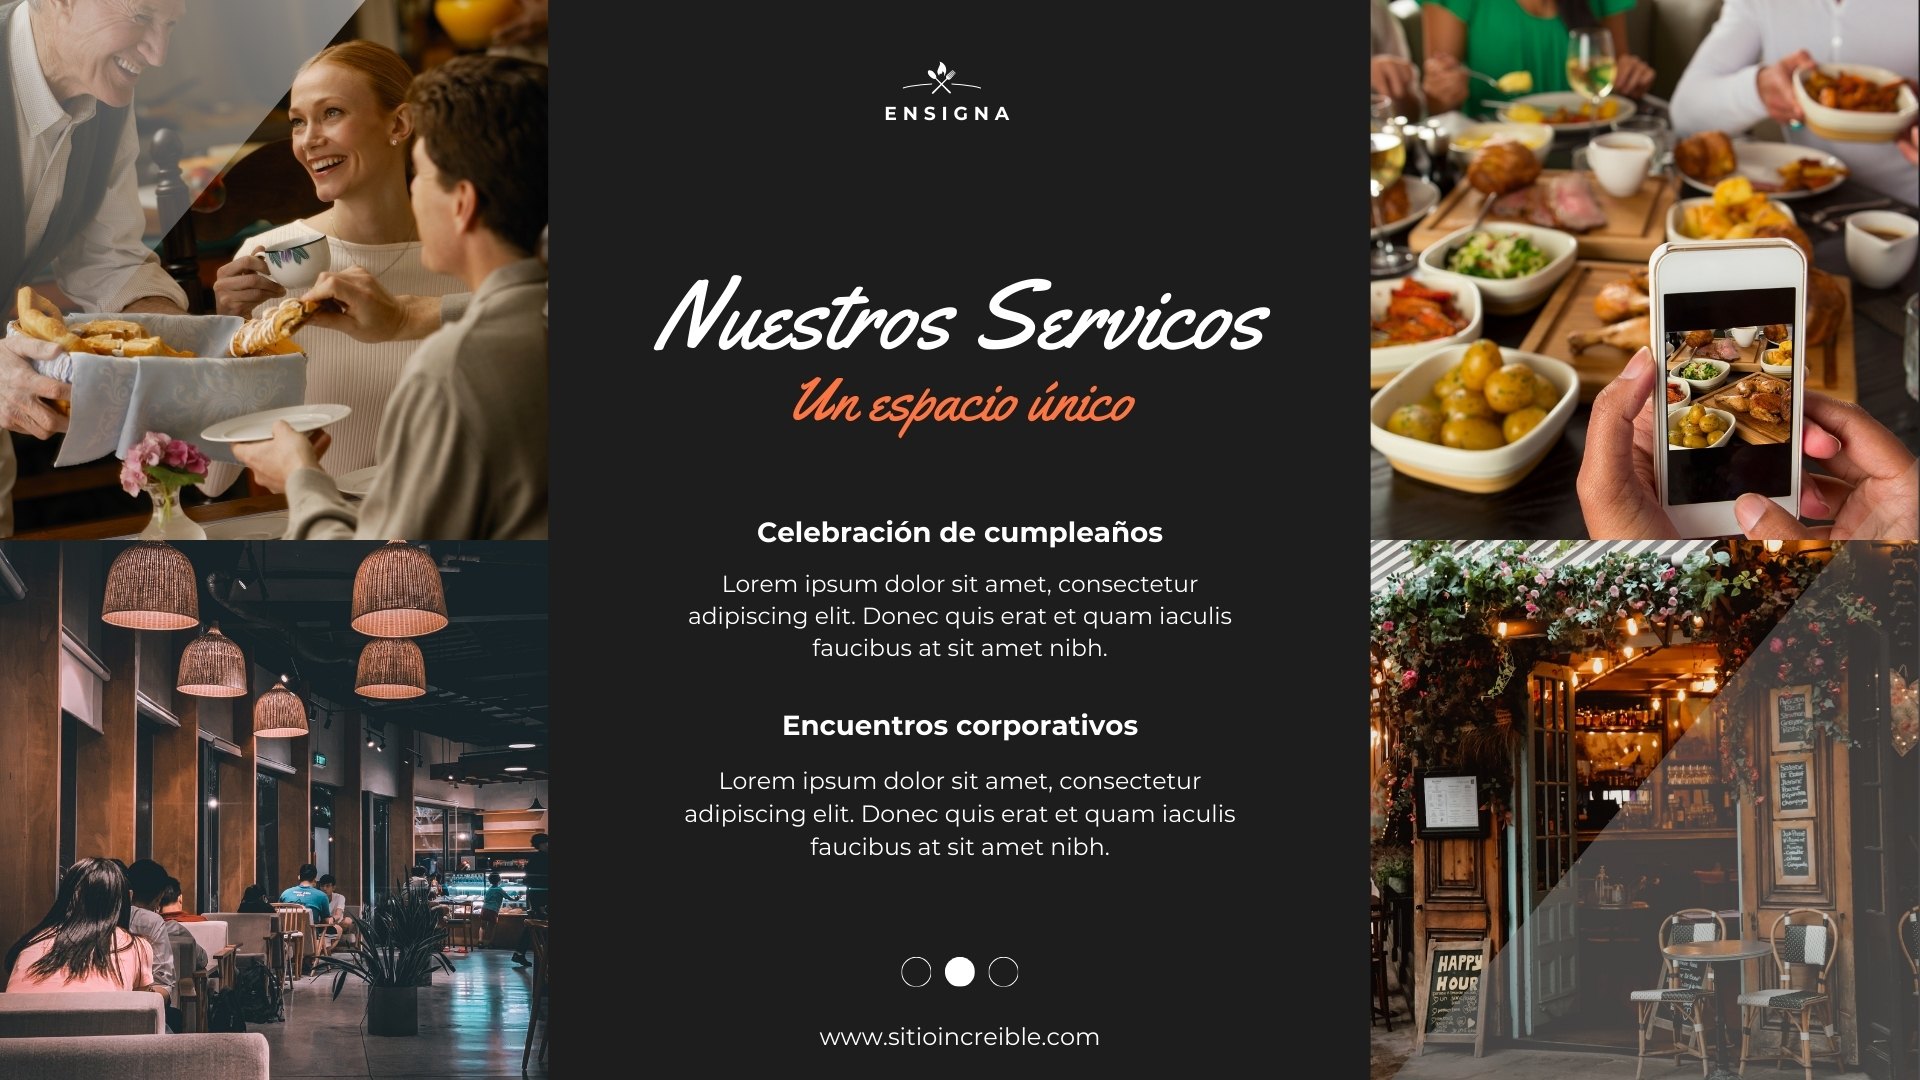 ENSIGNA
Nuestros Servicos
Un espacio único
Celebración de cumpleaños
Lorem ipsum dolor sit amet, consectetur
adipiscing elit. Donec quis erat et quam iaculis
faucibus at sit amet nibh.
Encuentros corporativos
Lorem ipsum dolor sit amet, consectetur
adipiscing elit. Donec quis erat et quam iaculis
faucibus at sit amet nibh.
www.sitioincreible.com
HAPPY
HOUR